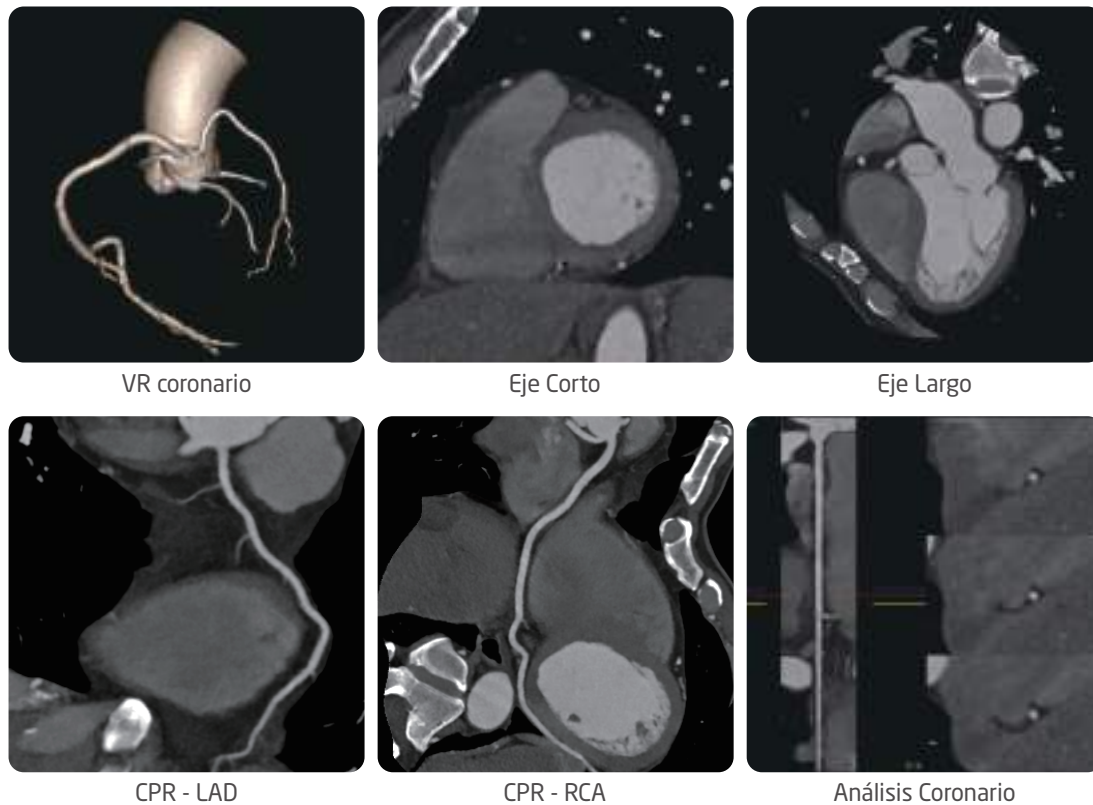 VR coronario
Eje Corto
Eje Largo
CPR - LAD
CPR - RCA
Análisis Coronario